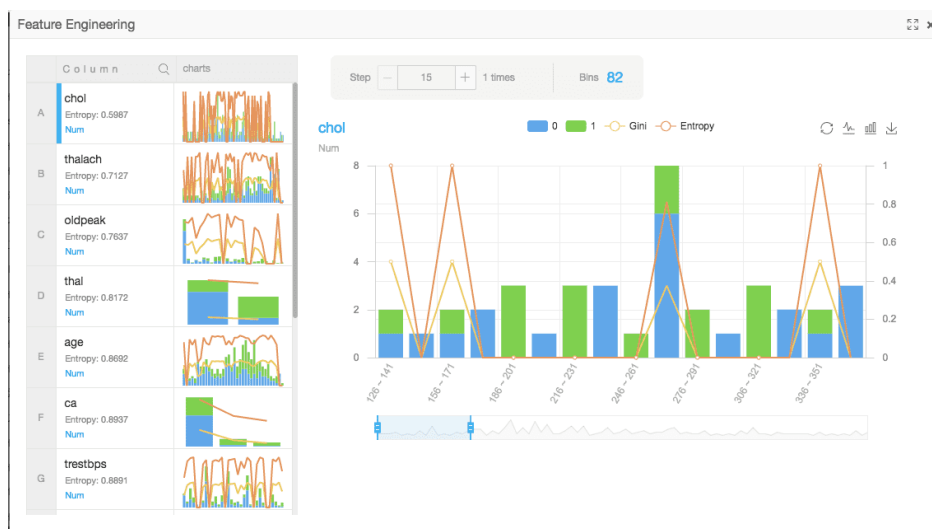 Feature Engineering
Column
charts
A
chol
Entropy: 0.5987
Num
B
thalach
Entropy: 0.7127
Num
C
oldpeak
Entropy: 0.7637
Num
D
thal
Entropy: 0.8172
Num
E
age
Entropy: 0.8692
Num
F
ca
Entropy: 0.8937
Num
G
trestbps
Entropy: 0.8891
Num
Step − 15 + 1 times Bins 82
chol
Num
0 1 Gini Entropy
8 1
6 0.8
0.6
4
0.4
2
0.2
0 0
126 ~ 141 156 ~ 171 186 ~ 201 216 ~ 231 246 ~ 261 276 ~ 291 306 ~ 321 336 ~ 351